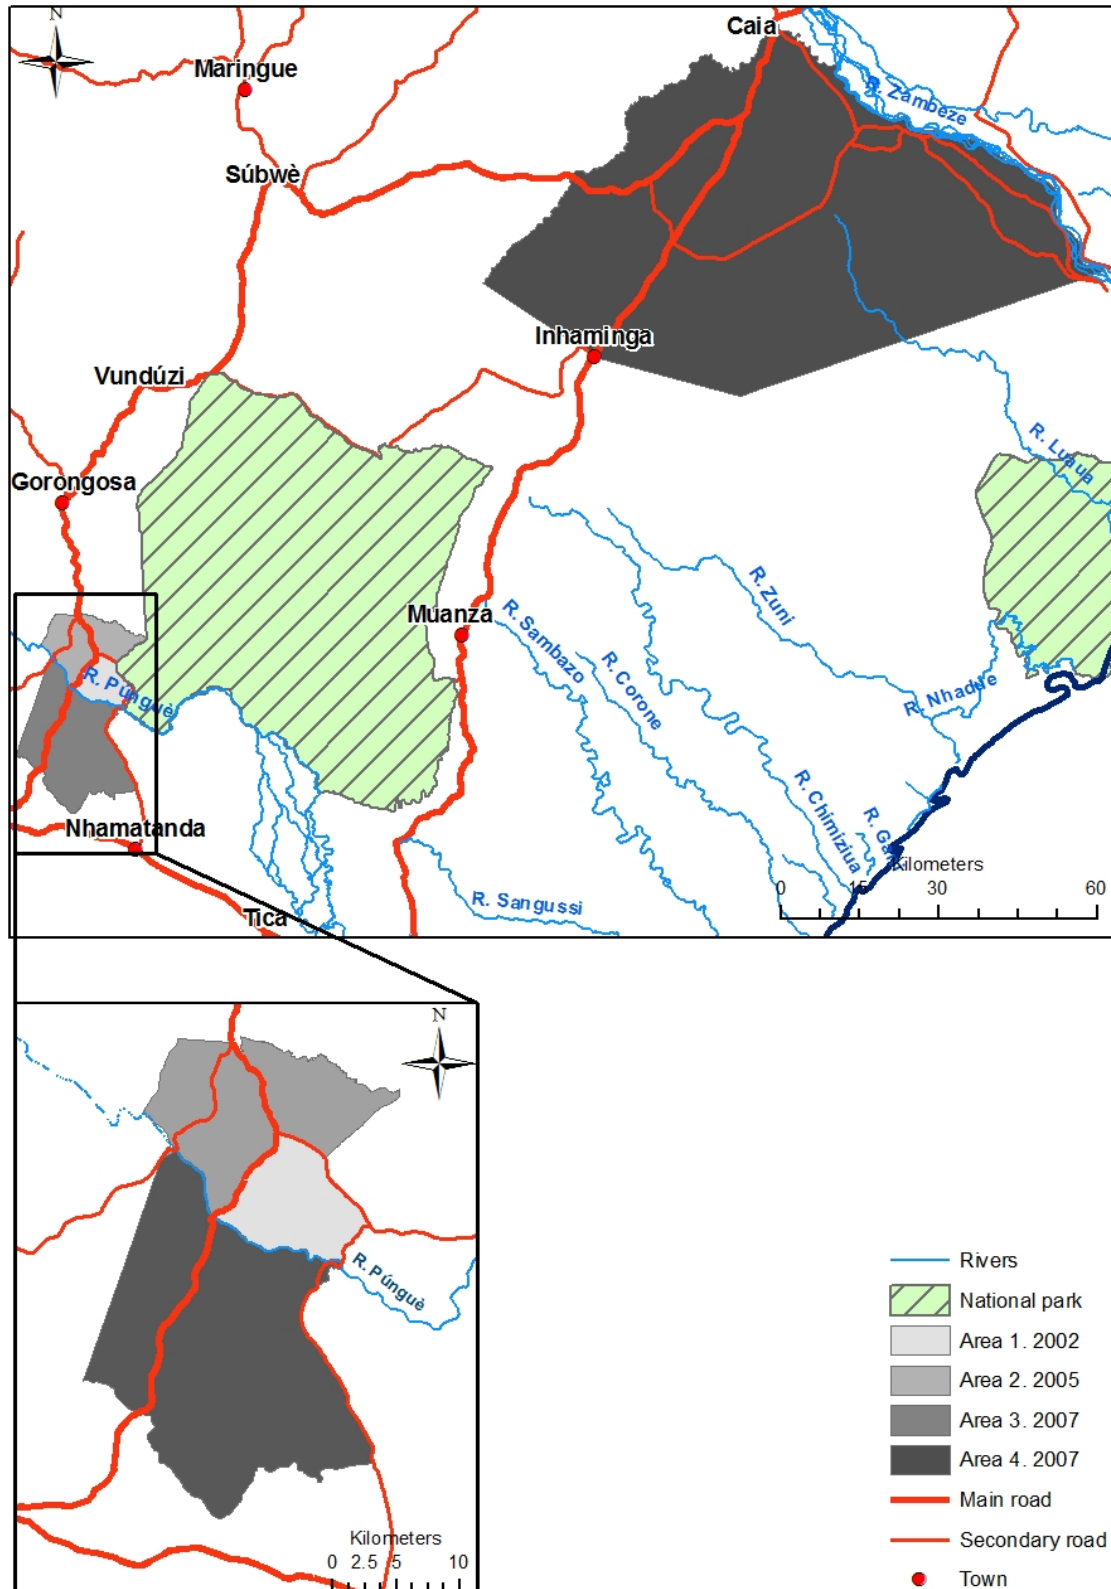 N
Caia
Maringue
R. Zambeze
Súbwè
Inhaminga
Vundúzi
R. Luaua
Gorongosa
R. Zuni
Muanza
R. Sambazo
R. Corone
R. Púnguè
R. Nhadue
R. Chimiziua
Nhamatanda
Kilometers
0 15 30 60
R. Sangussi
Tica
N
R. Púnguè
Rivers
National park
Area 1. 2002
Area 2. 2005
Area 3. 2007
Area 4. 2007
Main road
Secondary road
Town
Kilometers
0 2.5 5 10